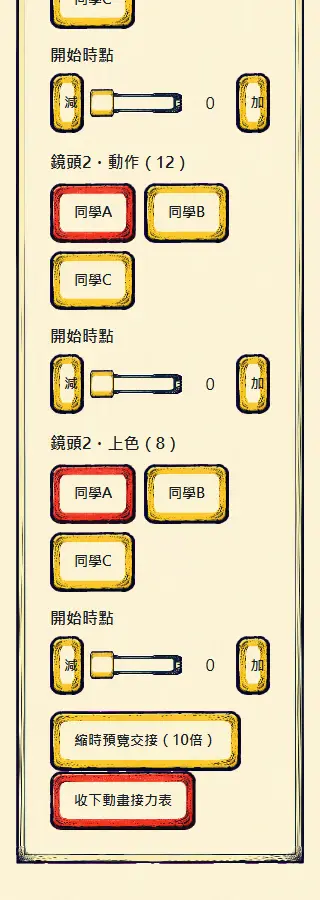 同學C
開始時點
減 0 加
鏡頭2・動作（12）
同學A 同學B
同學C
開始時點
減 0 加
鏡頭2・上色（8）
同學A 同學B
同學C
開始時點
減 0 加
縮時預覽交接（10倍）
收下動畫接力表